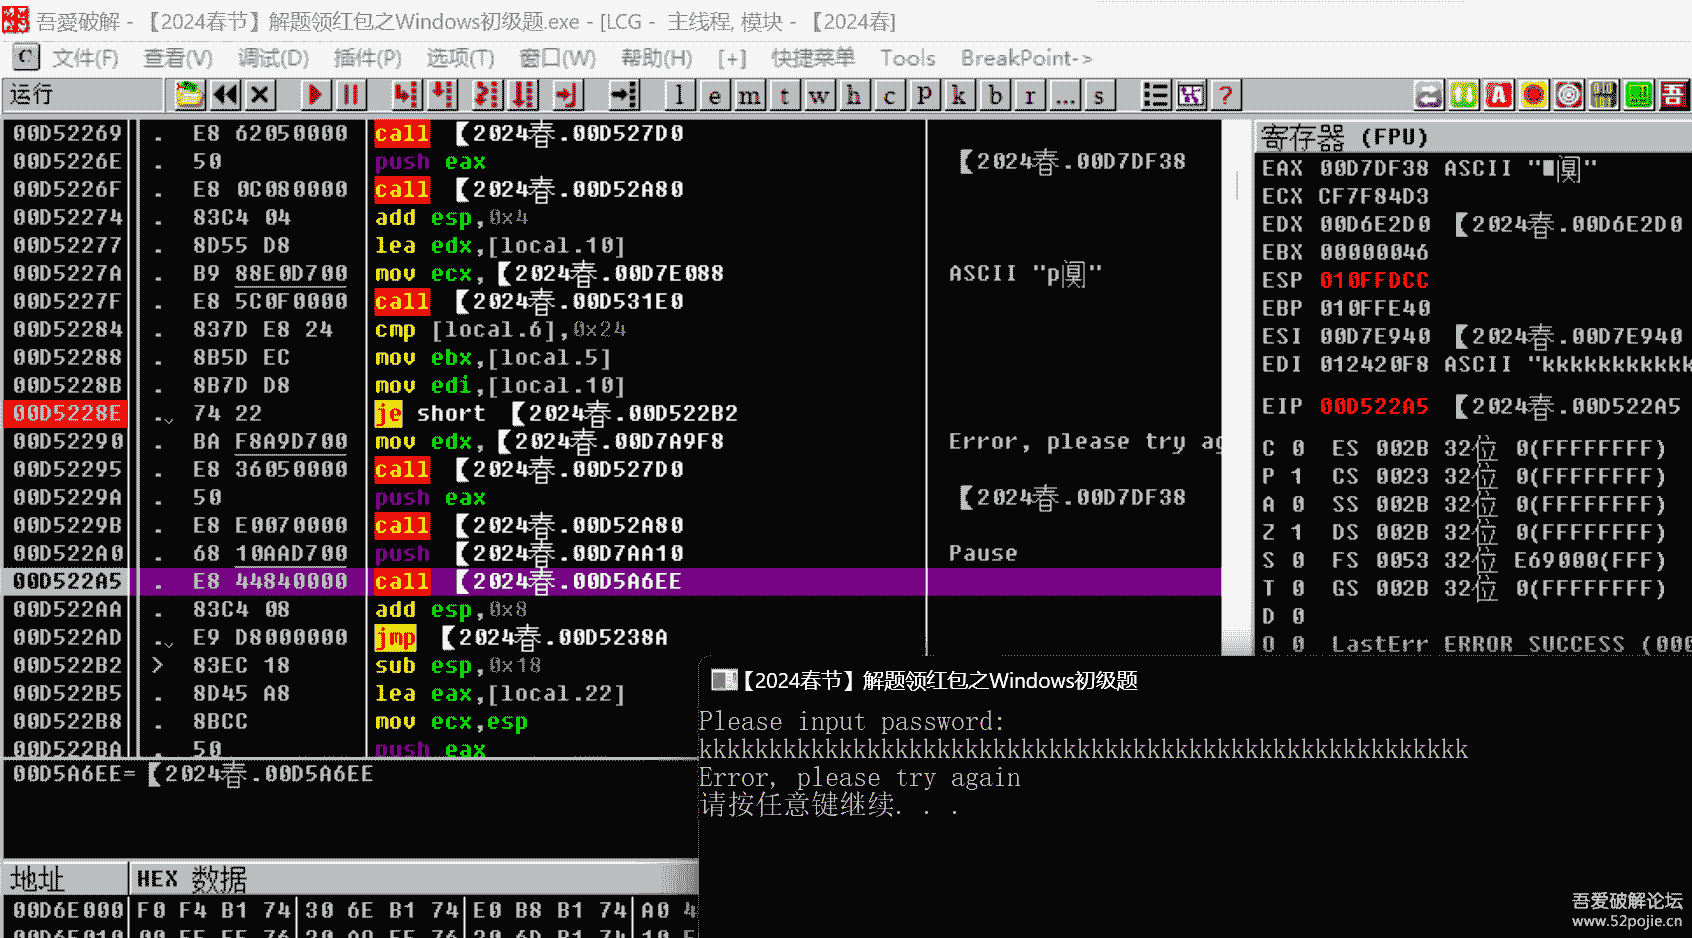 吾爱破解 - 【2024春节】解题领红包之Windows初级题.exe - [LCG - 主线程, 模块 - 【2024春]
C 文件(F) 查看(V) 调试(D) 插件(P) 选项(T) 窗口(W) 帮助(H) [+] 快捷菜单 Tools BreakPoint->
运行 l e m t w h c P k b r ... s ?
00D52269 . E8 62050000 call 【2024春.00D527D0
00D5226E . 50 push eax 【2024春.00D7DF38
00D5226F . E8 0C080000 call 【2024春.00D52A80
00D52274 . 83C4 04 add esp,0x4
00D52277 . 8D55 D8 lea edx,[local.10]
00D5227A . B9 88E0D700 mov ecx,【2024春.00D7E088 ASCII "p
00D5227F . E8 5C0F0000 call 【2024春.00D531E0
00D52284 . 837D E8 24 cmp [local.6],0x24
00D52288 . 8B5D EC mov ebx,[local.5]
00D5228B . 8B7D D8 mov edi,[local.10]
00D5228E . 74 22 je short 【2024春.00D522B2
00D52290 . BA F8A9D700 mov edx,【2024春.00D7A9F8 Error, please try ag
00D52295 . E8 36050000 call 【2024春.00D527D0
00D5229A . 50 push eax 【2024春.00D7DF38
00D5229B . E8 E0070000 call 【2024春.00D52A80
00D522A0 . 68 10AAD700 push 【2024春.00D7AA10 Pause
00D522A5 . E8 44840000 call 【2024春.00D5A6EE
00D522AA . 83C4 08 add esp,0x8
00D522AD . E9 D8000000 jmp 【2024春.00D5238A
00D522B2 > 83EC 18 sub esp,0x18
00D522B5 . 8D45 A8 lea eax,[local.22]
00D522B8 . 8BCC mov ecx,esp
00D522BA . 50 push eax
00D5A6EE=【2024春.00D5A6EE
寄存器 (FPU)
EAX 00D7DF38 ASCII
ECX CF7F84D3
EDX 00D6E2D0 【2024春.00D6E2D0
EBX 00000046
ESP 010FFDCC
EBP 010FFE40
ESI 00D7E940 【2024春.00D7E940
EDI 012420F8 ASCII "kkkkkkkkkkk
EIP 00D522A5 【2024春.00D522A5
C 0 ES 002B 32位 0(FFFFFFFF)
P 1 CS 0023 32位 0(FFFFFFFF)
A 0 SS 002B 32位 0(FFFFFFFF)
Z 1 DS 002B 32位 0(FFFFFFFF)
S 0 FS 0053 32位 E69000(FFF)
T 0 GS 002B 32位 0(FFFFFFFF)
D 0
O 0 LastErr ERROR_SUCCESS (000
【2024春节】解题领红包之Windows初级题
Please input password:
kkkkkkkkkkkkkkkkkkkkkkkkkkkkkkkkkkkkkkkkkkkkkkkkkkkkkkk
Error, please try again
请按任意键继续. . .
地址 HEX 数据
00D6E000 F0 F4 B1 74 30 6E B1 74 E0 B8 B1 74 A0 4
吾爱破解论坛
www.52pojie.cn